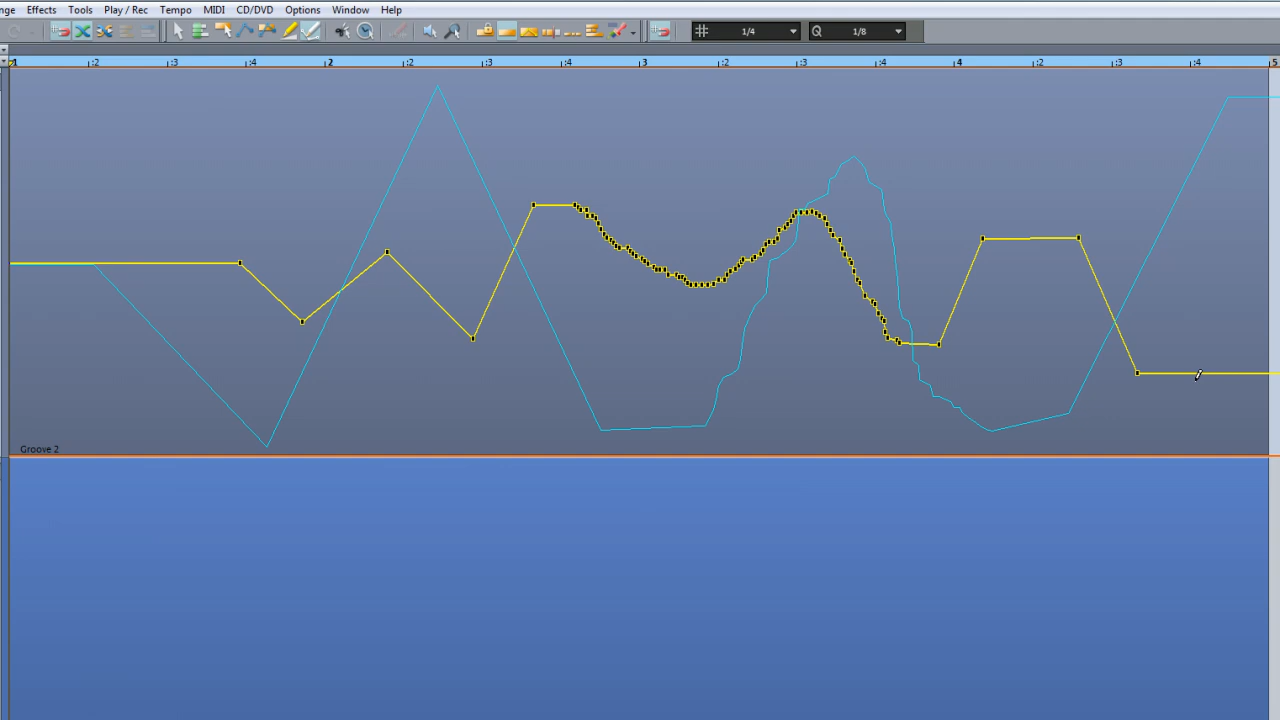 nge Effects Tools Play / Rec Tempo MIDI CD/DVD Options Window Help
1/4 Q 1/8
1 :2 :3 :4 2 :2 :3 :4 3 :2 :3 :4 4 :2 :3 :4 5
Groove 2